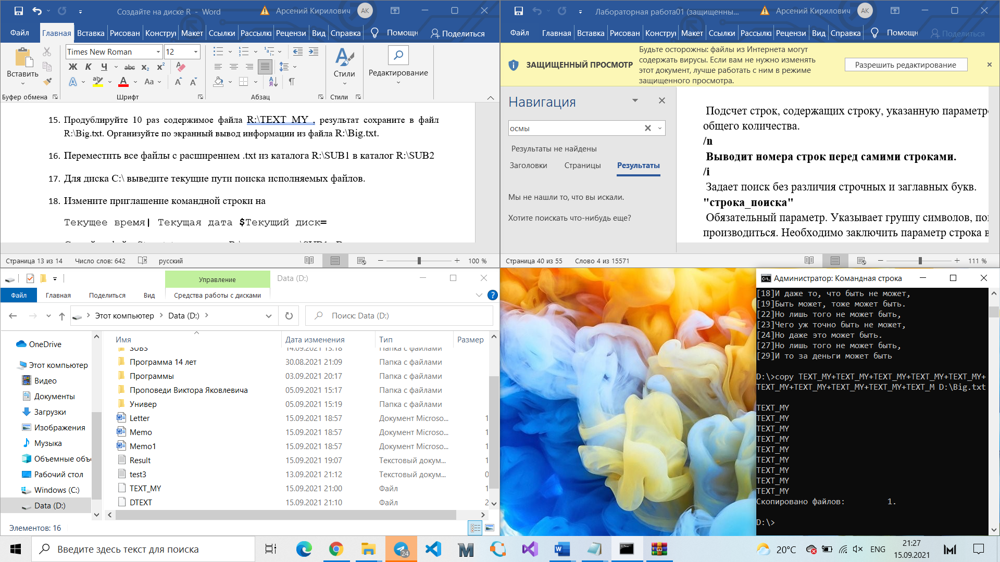 Создайте на диске R - Word
Арсений Кирилович
АК
Файл Главная Вставка Рисован Конструк Макет Ссылки Рассылки Рецензи Вид Справка Помощн Поделиться
Вставить
Буфер обмена
Times New Roman 12
Ж К Ч abc x₂ x²
А Aa А А
Шрифт
Абзац
Стили
Стили
Редактирование
15. Продублируйте 10 раз содержимое файла R:\TEXT_MY , результат сохраните в файл
R:\Big.txt. Организуйте по экранный вывод информации из файла R:\Big.txt.
16. Переместить все файлы с расширением .txt из каталога R:\SUB1 в каталог R:\SUB2
17. Для диска C:\ выведите текущие пути поиска исполняемых файлов.
18. Измените приглашение командной строки на
Текущее время| Текущая дата $Текущий диск=
Страница 13 из 14 Число слов: 642 русский 100 %
Лабораторная работа01 (защищенны...
Арсений Кирилович
АК
Файл Главная Вставка Рисован Конструк Макет Ссылки Рассылки Рецензи Вид Справка Помощн Поделиться
ЗАЩИЩЕННЫЙ ПРОСМОТР
Будьте осторожны: файлы из Интернета могут
содержать вирусы. Если вам не нужно изменять
этот документ, лучше работать с ним в режиме
защищенного просмотра.
Разрешить редактирование
Навигация
осмы
Результаты не найдены
Заголовки Страницы Результаты
Мы не нашли то, что вы искали.
Хотите поискать что-нибудь еще?
Подсчет строк, содержащих строку, указанную параметро
общего количества.
/n
Выводит номера строк перед самими строками.
/i
Задает поиск без различия строчных и заглавных букв.
"строка_поиска"
Обязательный параметр. Указывает группу символов, пои
производиться. Необходимо заключить параметр строка в
Страница 40 из 55 Слово 4 из 15571 111 %
Управление
Data (D:)
Файл Главная Поделиться Вид Средства работы с дисками
Этот компьютер Data (D:)
Поиск: Data (D:)
OneDrive
Этот компьютер
Видео
Документы
Загрузки
Изображения
Музыка
Объемные объе
Рабочий стол
Windows (C:)
Data (D:)
Имя Дата изменения Тип Размер
SUB3 14.09.2021 15:18 Папка с файлами
Программа 14 лет 30.08.2021 21:09 Папка с файлами
Программы 03.09.2021 20:17 Папка с файлами
Проповеди Виктора Яковлевича 05.09.2021 15:17 Папка с файлами
Универ 05.09.2021 15:19 Папка с файлами
Letter 15.09.2021 18:57 Документ Microso... 1
Memo 15.09.2021 18:57 Документ Microso... 1
Memo1 15.09.2021 18:57 Документ Microso... 1
Result 15.09.2021 19:07 Текстовый докум... 1
test3 13.09.2021 21:12 Текстовый докум... 0
TEXT_MY 15.09.2021 21:00 Файл 1
DTEXT 15.09.2021 21:10 Файл 2
Элементов: 16
Администратор: Командная строка
[18]И даже то, что быть не может,
[19]Быть может, тоже может быть.
[22]Но лишь того не может быть,
[23]Чего уж точно быть не может,
[24]Но даже это может быть.
[27]Но лишь того не может быть,
[29]И то за деньги может быть
D:\>copy TEXT_MY+TEXT_MY+TEXT_MY+TEXT_MY+TEXT_MY+
TEXT_MY+TEXT_MY+TEXT_MY+TEXT_MY+TEXT_M D:\Big.txt
TEXT_MY
TEXT_MY
TEXT_MY
TEXT_MY
TEXT_MY
TEXT_MY
TEXT_MY
TEXT_MY
TEXT_MY
Скопировано файлов: 1.
D:\>
Введите здесь текст для поиска
24
20°C
ENG
21:27
15.09.2021